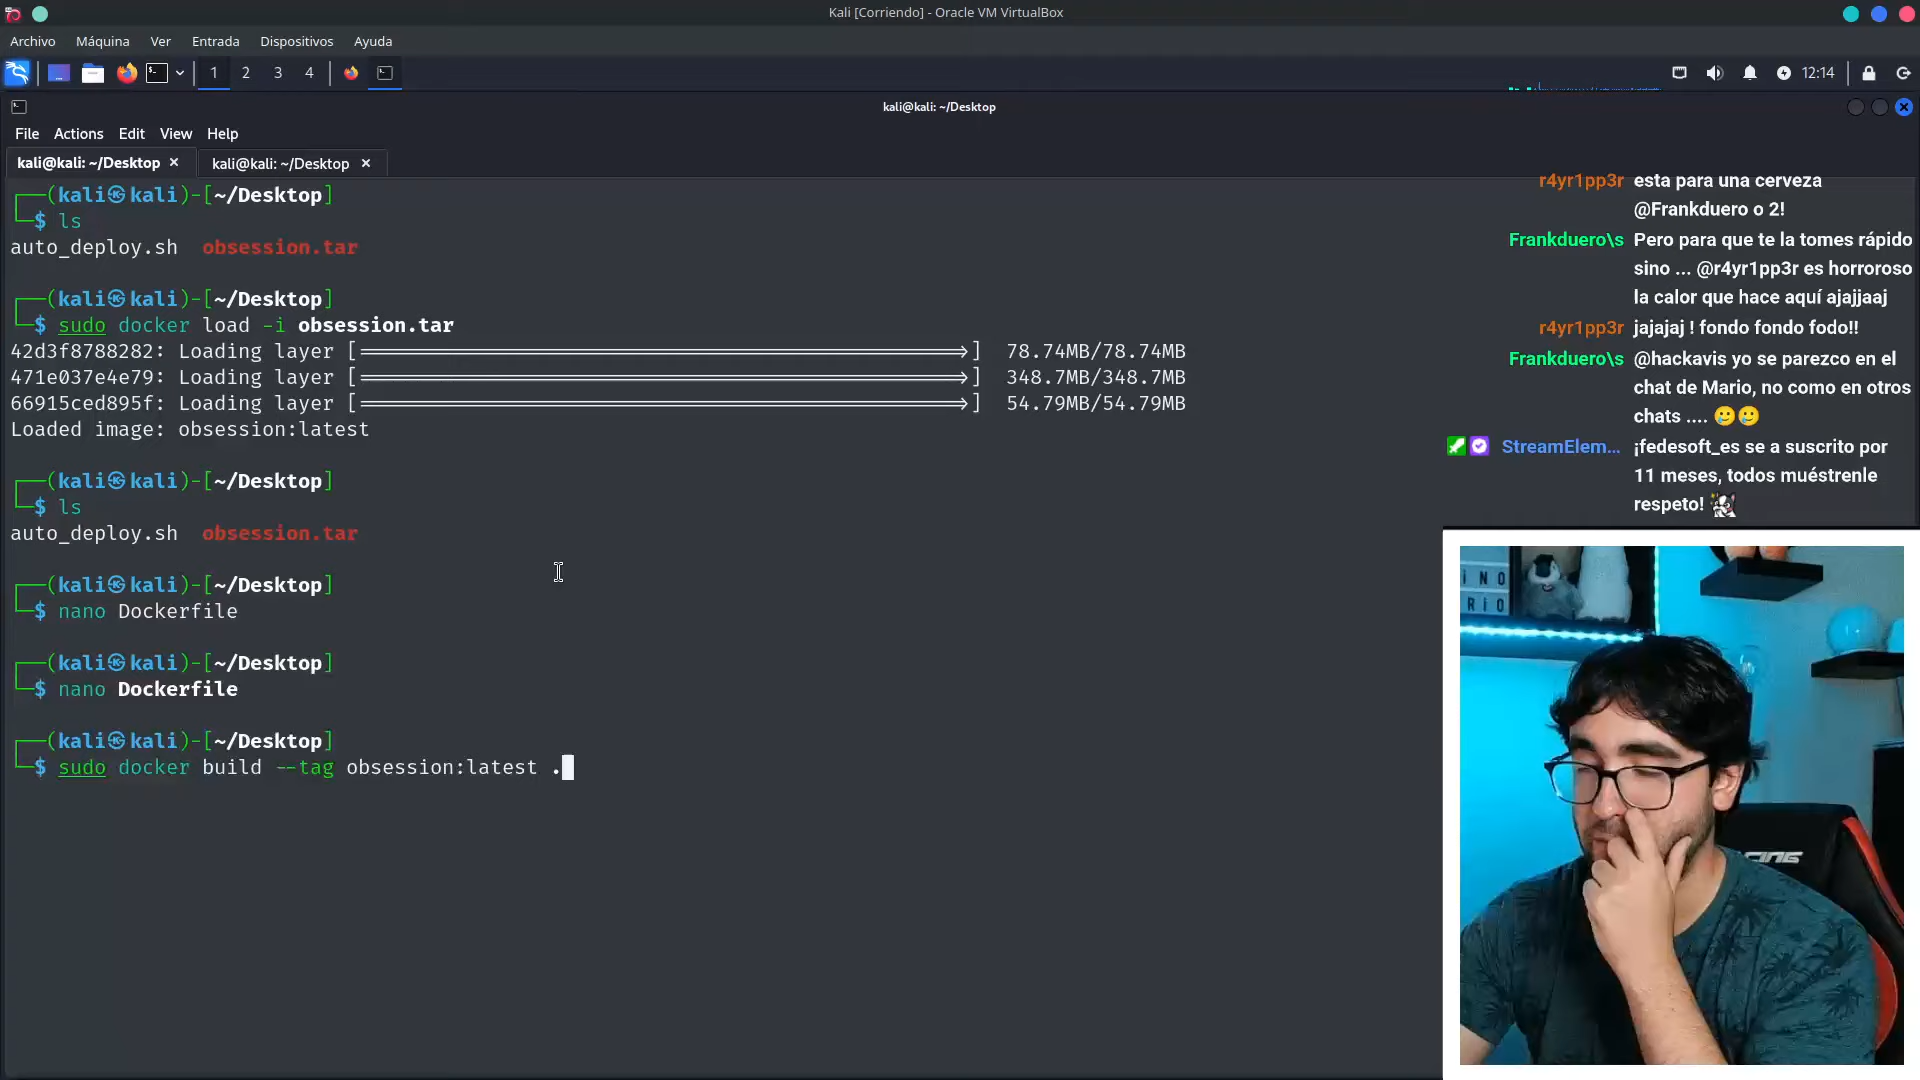 Kali [Corriendo] - Oracle VM VirtualBox
Archivo Máquina Ver Entrada Dispositivos Ayuda
1 2 3 4 12:14
kali@kali: ~/Desktop
File Actions Edit View Help
kali@kali: ~/Desktop × kali@kali: ~/Desktop ×
┌──(kali㉿kali)-[~/Desktop]
└─$ ls
auto_deploy.sh obsession.tar
┌──(kali㉿kali)-[~/Desktop]
└─$ sudo docker load -i obsession.tar
42d3f8788282: Loading layer [==================================================>] 78.74MB/78.74MB
471e037e4e79: Loading layer [==================================================>] 348.7MB/348.7MB
66915ced895f: Loading layer [==================================================>] 54.79MB/54.79MB
Loaded image: obsession:latest
┌──(kali㉿kali)-[~/Desktop]
└─$ ls
auto_deploy.sh obsession.tar
┌──(kali㉿kali)-[~/Desktop]
└─$ nano Dockerfile
┌──(kali㉿kali)-[~/Desktop]
└─$ nano Dockerfile
┌──(kali㉿kali)-[~/Desktop]
└─$ sudo docker build --tag obsession:latest .
r4yr1pp3r esta para una cerveza
@Frankduero o 2!
Frankduero\s Pero para que te la tomes rápido
sino ... @r4yr1pp3r es horroroso
la calor que hace aquí ajajjaaj
r4yr1pp3r jajajaj ! fondo fondo fodo!!
Frankduero\s @hackavis yo se parezco en el
chat de Mario, no como en otros
chats .... 🥲🥲
StreamElem... ¡fedesoft_es se a suscrito por
11 meses, todos muéstrenle
respeto!